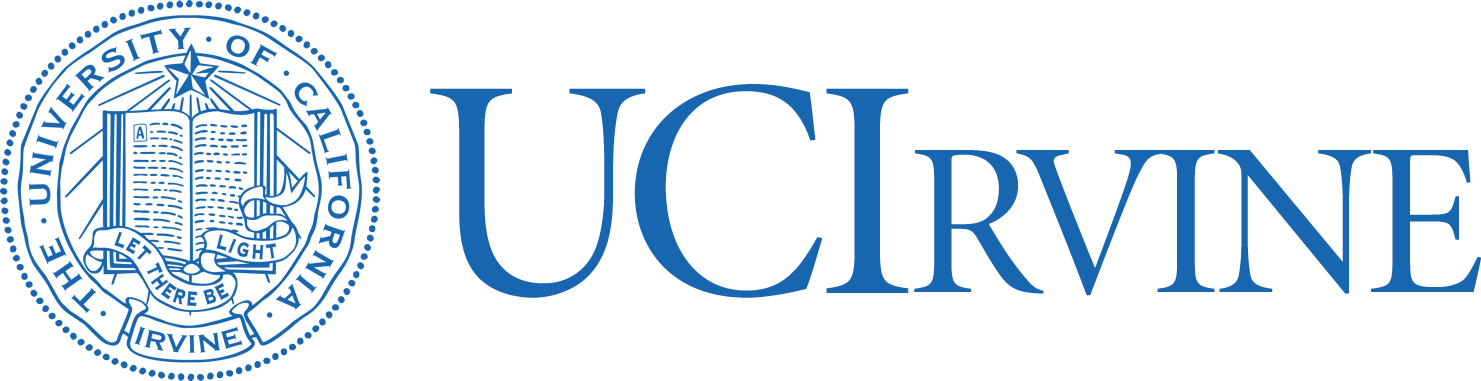 THE · UNIVERSITY · OF · CALIFORNIA
A
LET THERE BE LIGHT
IRVINE
UCIRVINE